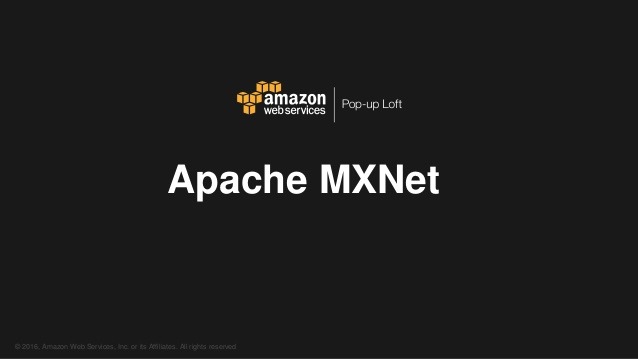 amazon
webservices
Pop-up Loft
Apache MXNet
© 2016, Amazon Web Services, Inc. or its Affiliates. All rights reserved